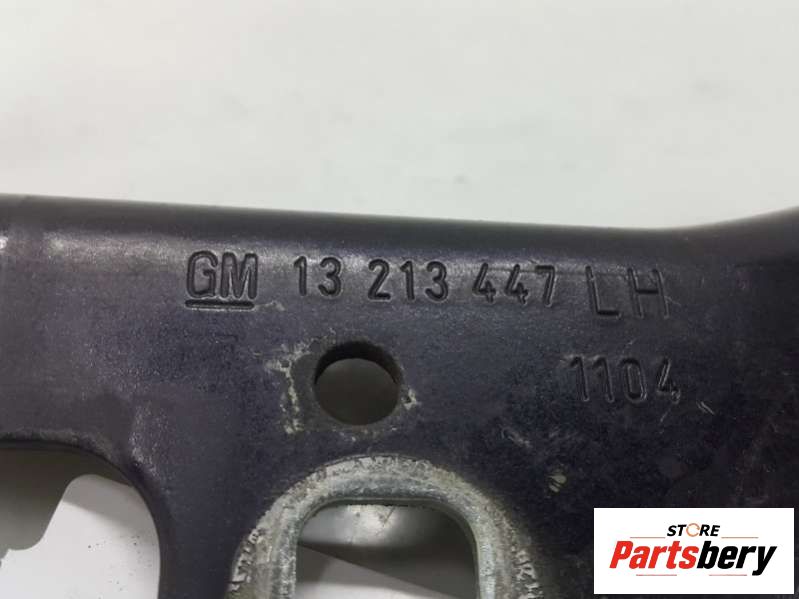 GM 13 213 447 LH
1104
STORE
Partsbery